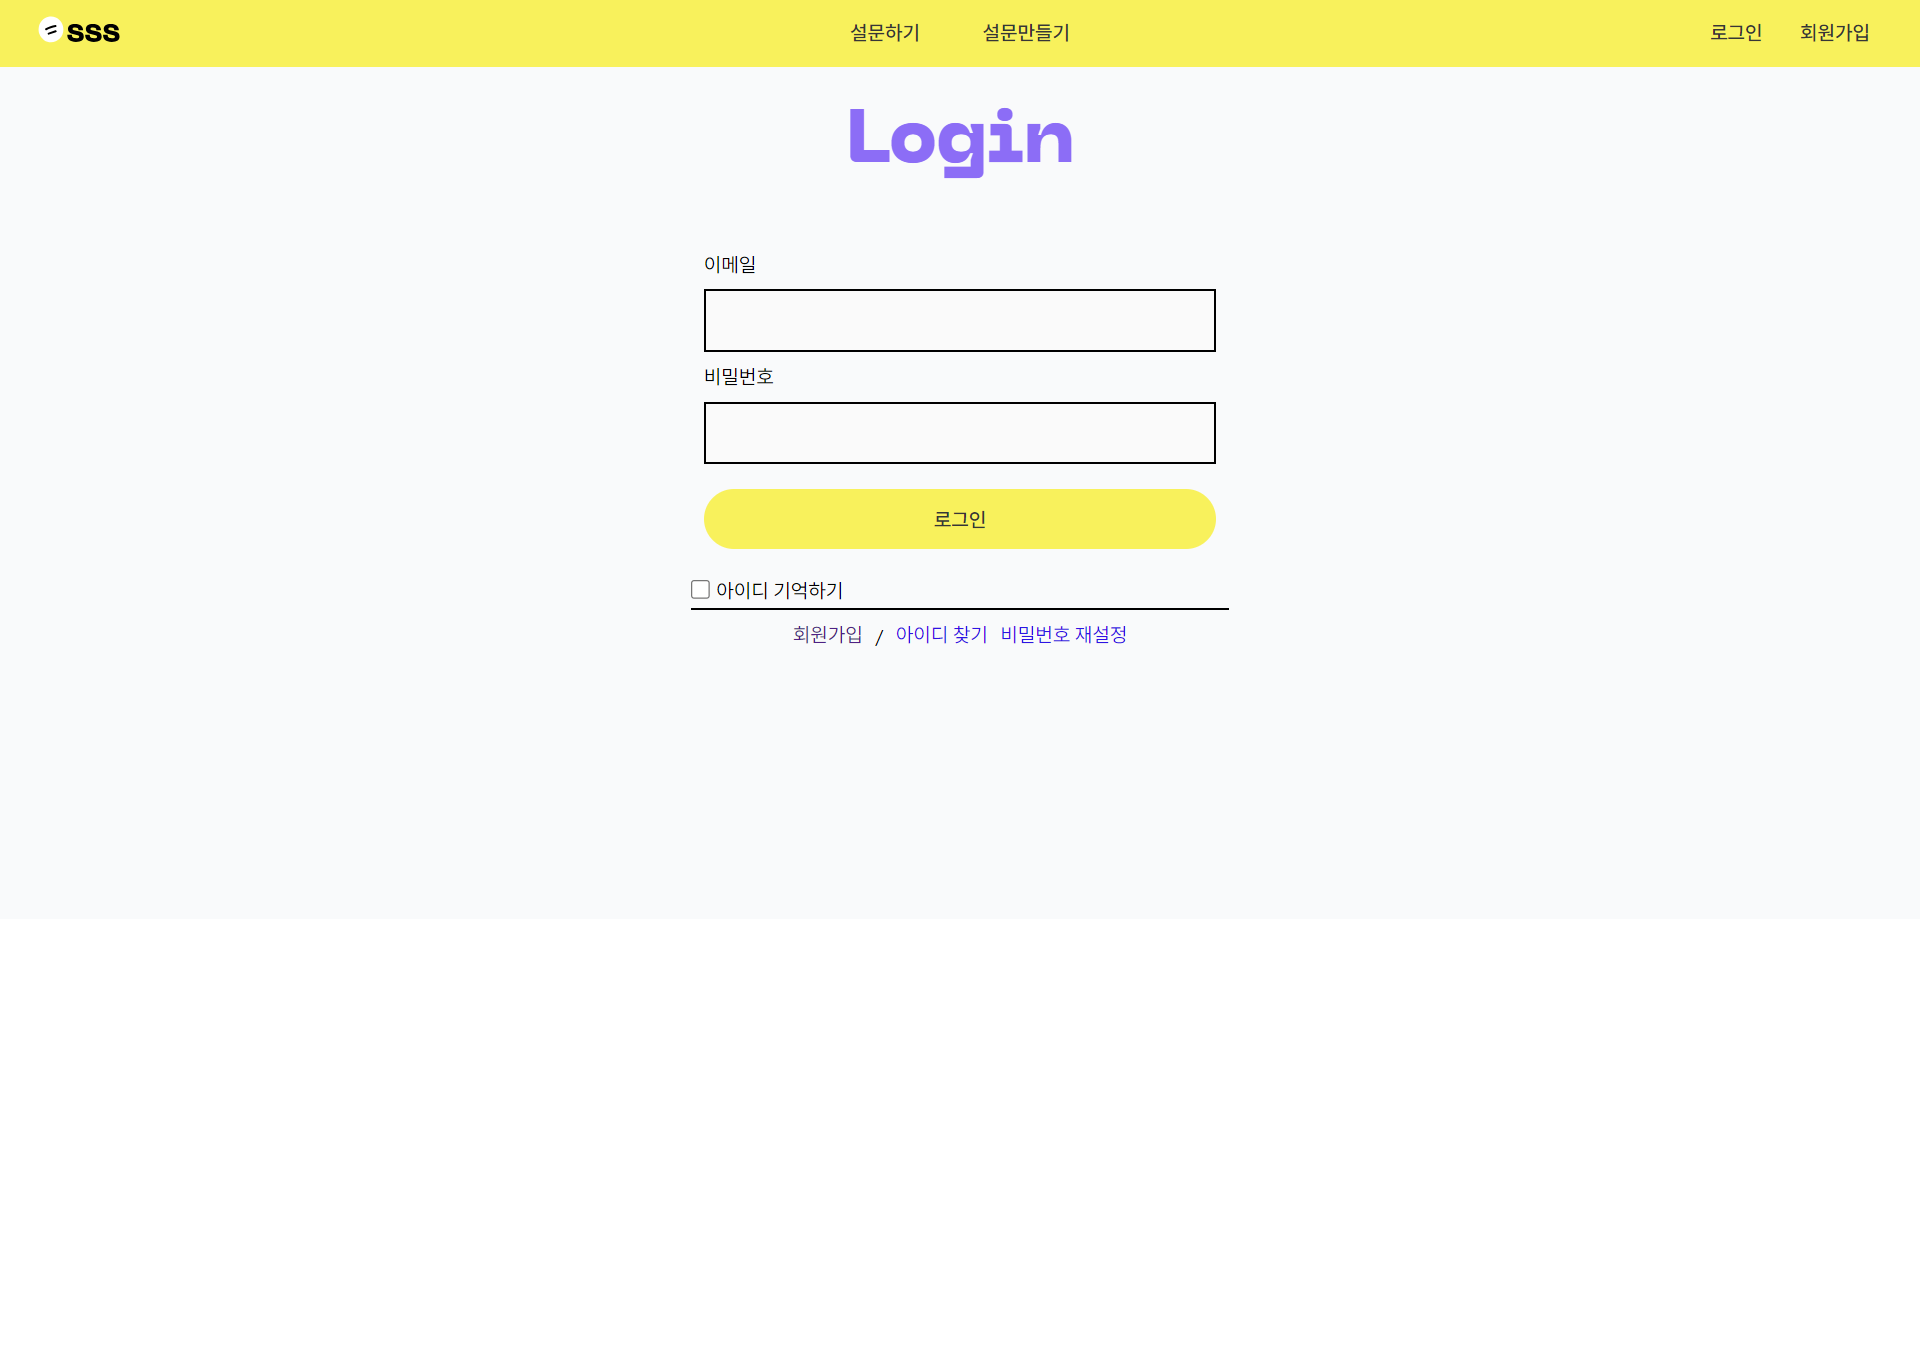 sss 설문하기 설문만들기 로그인 회원가입
Login
이메일
비밀번호
로그인
아이디 기억하기
회원가입 / 아이디 찾기 비밀번호 재설정